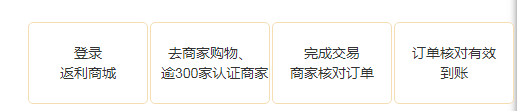 登录
返利商城
去商家购物、
逾300家认证商家
完成交易
商家核对订单
订单核对有效
到账